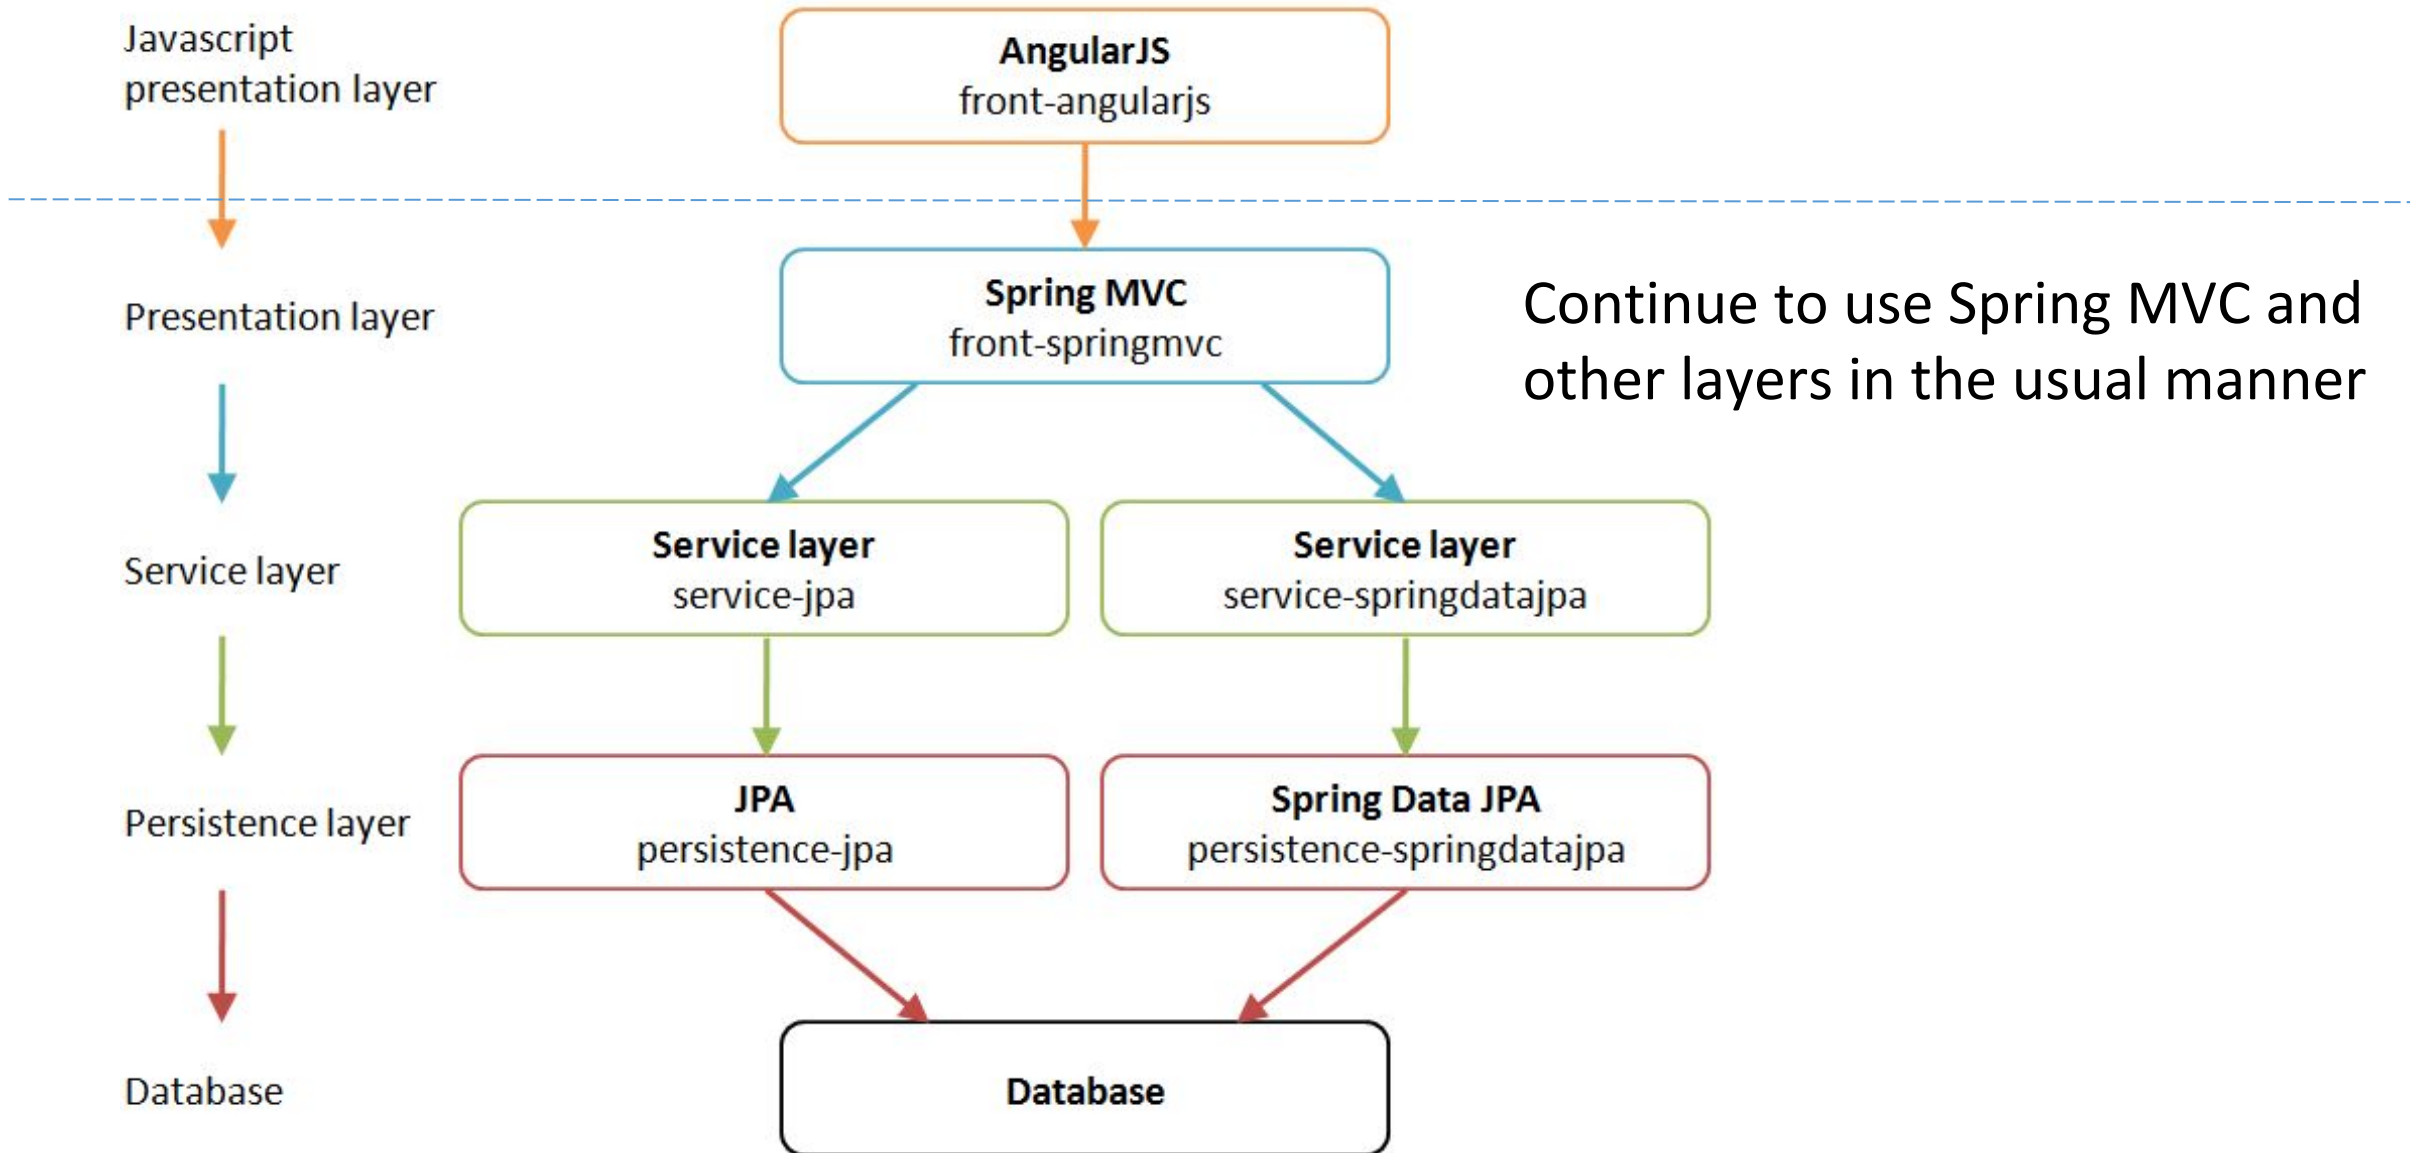 Javascript
presentation layer
AngularJS
front-angularjs
Presentation layer
Spring MVC
front-springmvc
Continue to use Spring MVC and
other layers in the usual manner
Service layer
Service layer
service-jpa
Service layer
service-springdatajpa
Persistence layer
JPA
persistence-jpa
Spring Data JPA
persistence-springdatajpa
Database
Database